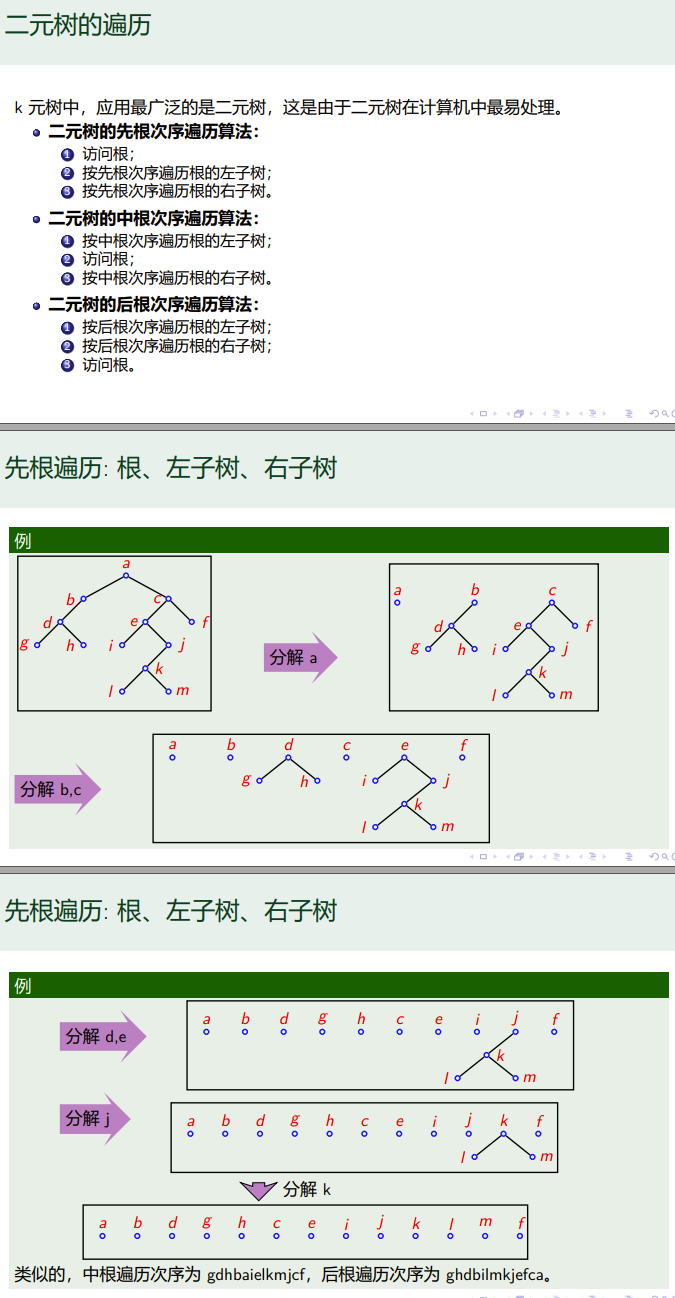 二元树的遍历
k 元树中，应用最广泛的是二元树，这是由于二元树在计算机中最易处理。
二元树的先根次序遍历算法：
1 访问根；
2 按先根次序遍历根的左子树；
3 按先根次序遍历根的右子树。
二元树的中根次序遍历算法：
1 按中根次序遍历根的左子树；
2 访问根；
3 按中根次序遍历根的右子树。
二元树的后根次序遍历算法：
1 按后根次序遍历根的左子树；
2 按后根次序遍历根的右子树；
3 访问根。
先根遍历: 根、左子树、右子树
例
a
b c
d e f
g h i j
k
l m
分解 a
a b c
d e f
g h i j
k
l m
分解 b,c
a b d c e f
g h i j
k
l m
先根遍历: 根、左子树、右子树
例
分解 d,e
a b d g h c e i j f
k
l m
分解 j
a b d g h c e i j k f
l m
分解 k
a b d g h c e i j k l m f
类似的，中根遍历次序为 gdhbaielkmjcf，后根遍历次序为 ghdbilmkjefca。